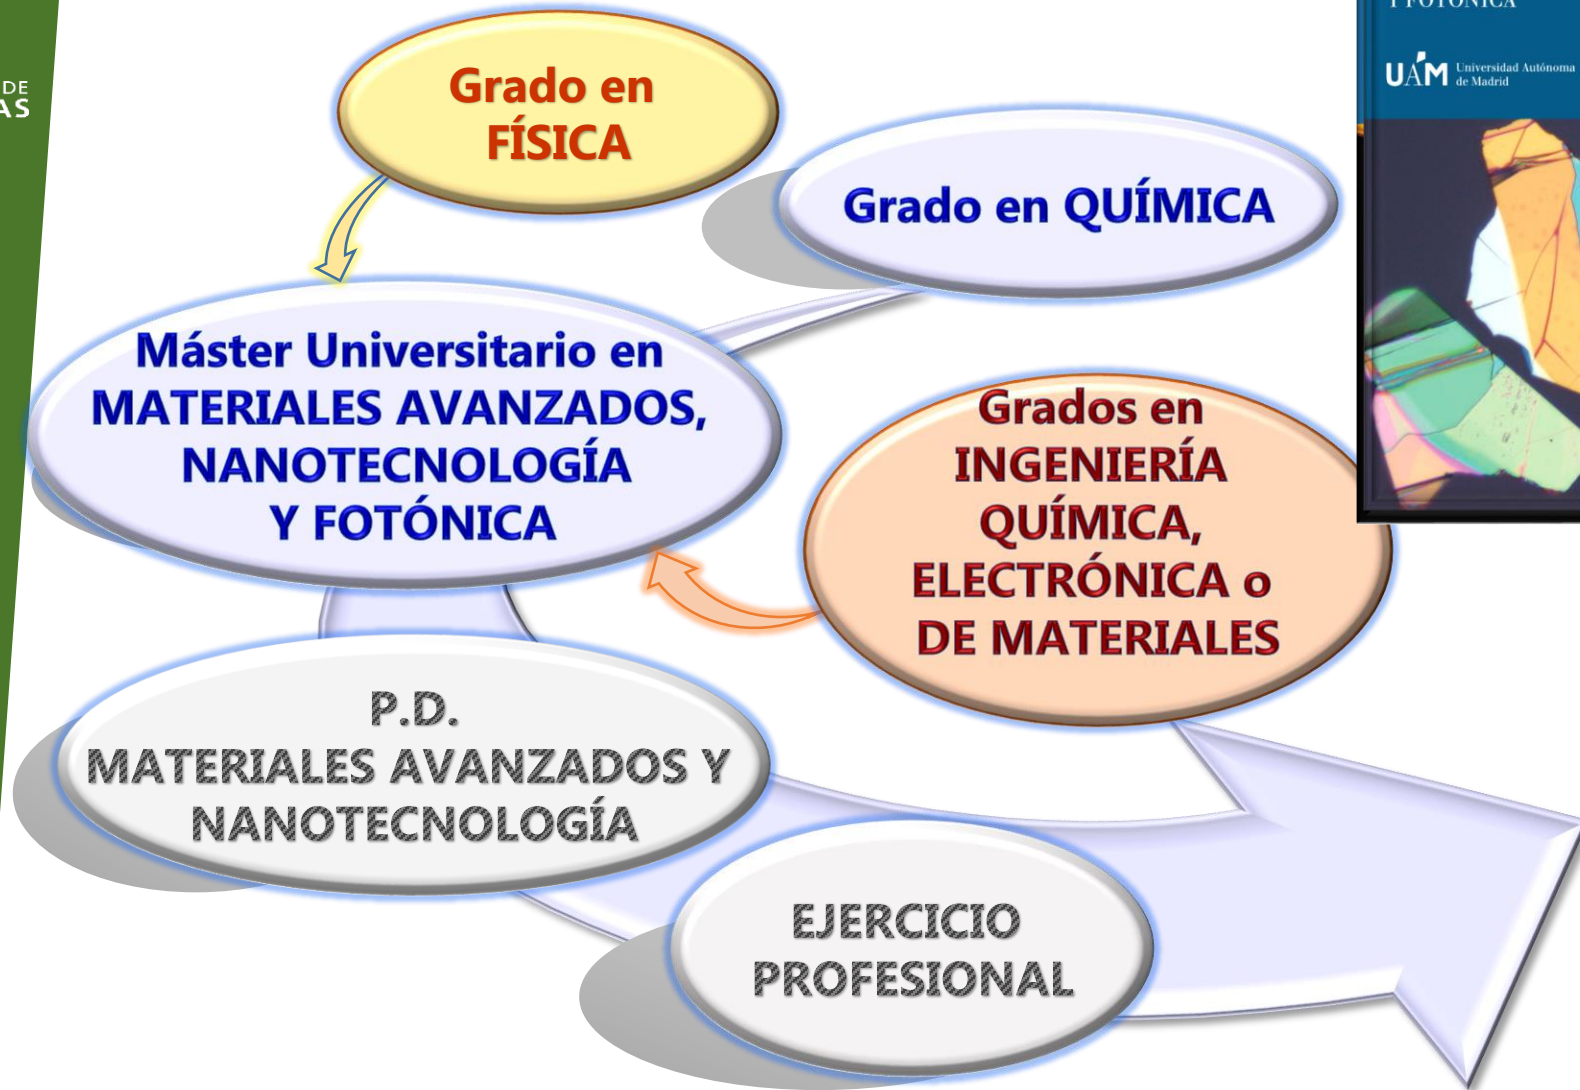 DE
AS
Grado en
FÍSICA
Grado en QUÍMICA
Y FOTÓNICA
UAM Universidad Autónoma
de Madrid
Máster Universitario en
MATERIALES AVANZADOS,
NANOTECNOLOGÍA
Y FOTÓNICA
Grados en
INGENIERÍA
QUÍMICA,
ELECTRÓNICA o
DE MATERIALES
P.D.
MATERIALES AVANZADOS Y
NANOTECNOLOGÍA
EJERCICIO
PROFESIONAL